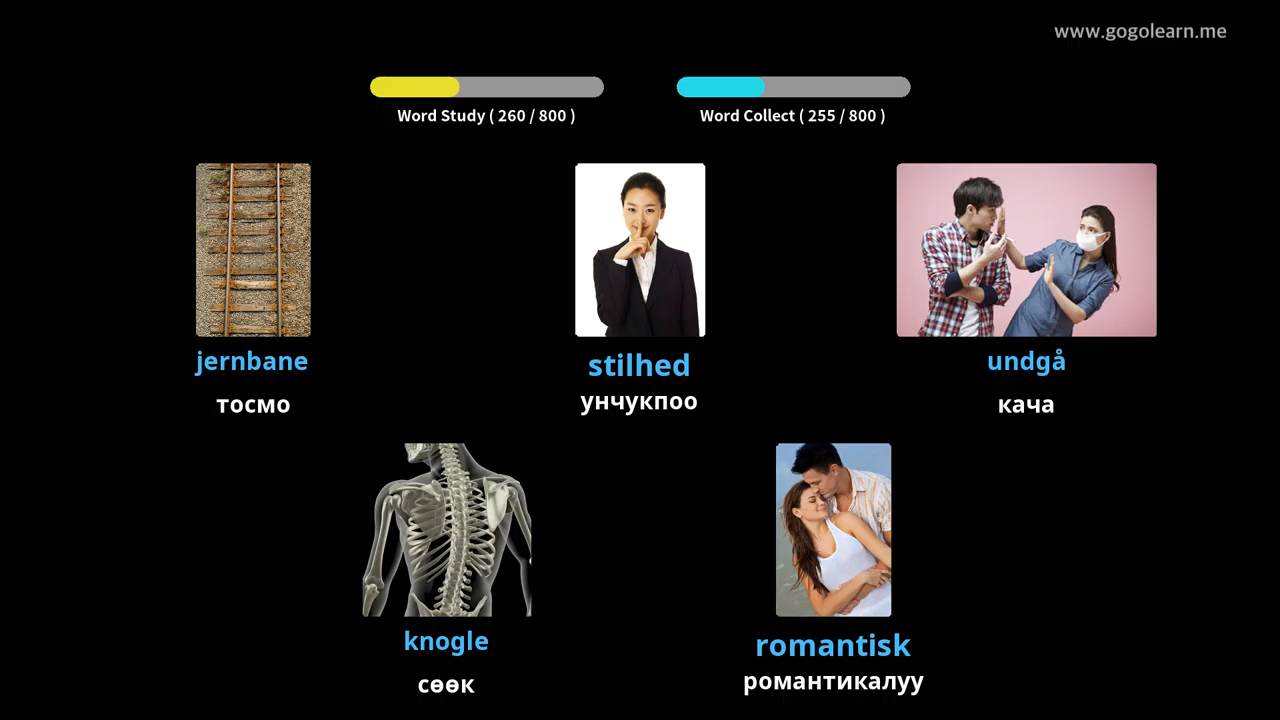 www.gogolearn.me
Word Study ( 260 / 800 )
Word Collect ( 255 / 800 )
jernbane
тосмо
stilhed
унчукпоо
undgå
кача
knogle
сөөк
romantisk
романтикалуу